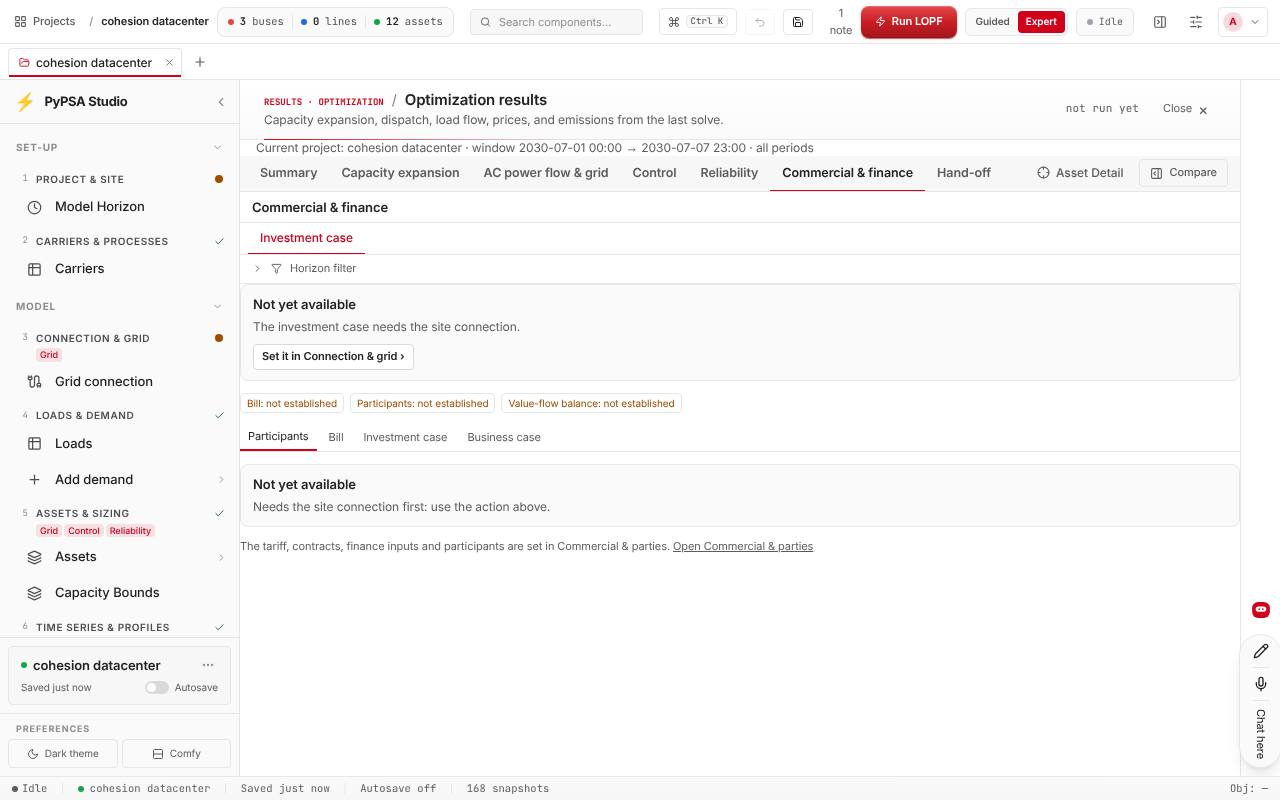 Projects / cohesion datacenter
3 buses
0 lines
12 assets
Search components...
⌘ Ctrl K
1 note
Run LOPF
Guided
Expert
Idle
A
cohesion datacenter
PyPSA Studio
SET-UP
1 PROJECT & SITE
Model Horizon
2 CARRIERS & PROCESSES
Carriers
MODEL
3 CONNECTION & GRID
Grid
Grid connection
4 LOADS & DEMAND
Loads
Add demand
5 ASSETS & SIZING
Grid Control Reliability
Assets
Capacity Bounds
6 TIME SERIES & PROFILES
cohesion datacenter
Saved just now
Autosave
PREFERENCES
Dark theme
Comfy
RESULTS · OPTIMIZATION / Optimization results
Capacity expansion, dispatch, load flow, prices, and emissions from the last solve.
not run yet
Close ×
Current project: cohesion datacenter · window 2030-07-01 00:00 → 2030-07-07 23:00 · all periods
Summary Capacity expansion AC power flow & grid Control Reliability Commercial & finance Hand-off
Asset Detail
Compare
Commercial & finance
Investment case
Horizon filter
Not yet available
The investment case needs the site connection.
Set it in Connection & grid ›
Bill: not established
Participants: not established
Value-flow balance: not established
Participants Bill Investment case Business case
Not yet available
Needs the site connection first: use the action above.
The tariff, contracts, finance inputs and participants are set in Commercial & parties. Open Commercial & parties
Chat here
Idle
cohesion datacenter
Saved just now
Autosave off
168 snapshots
Obj: —